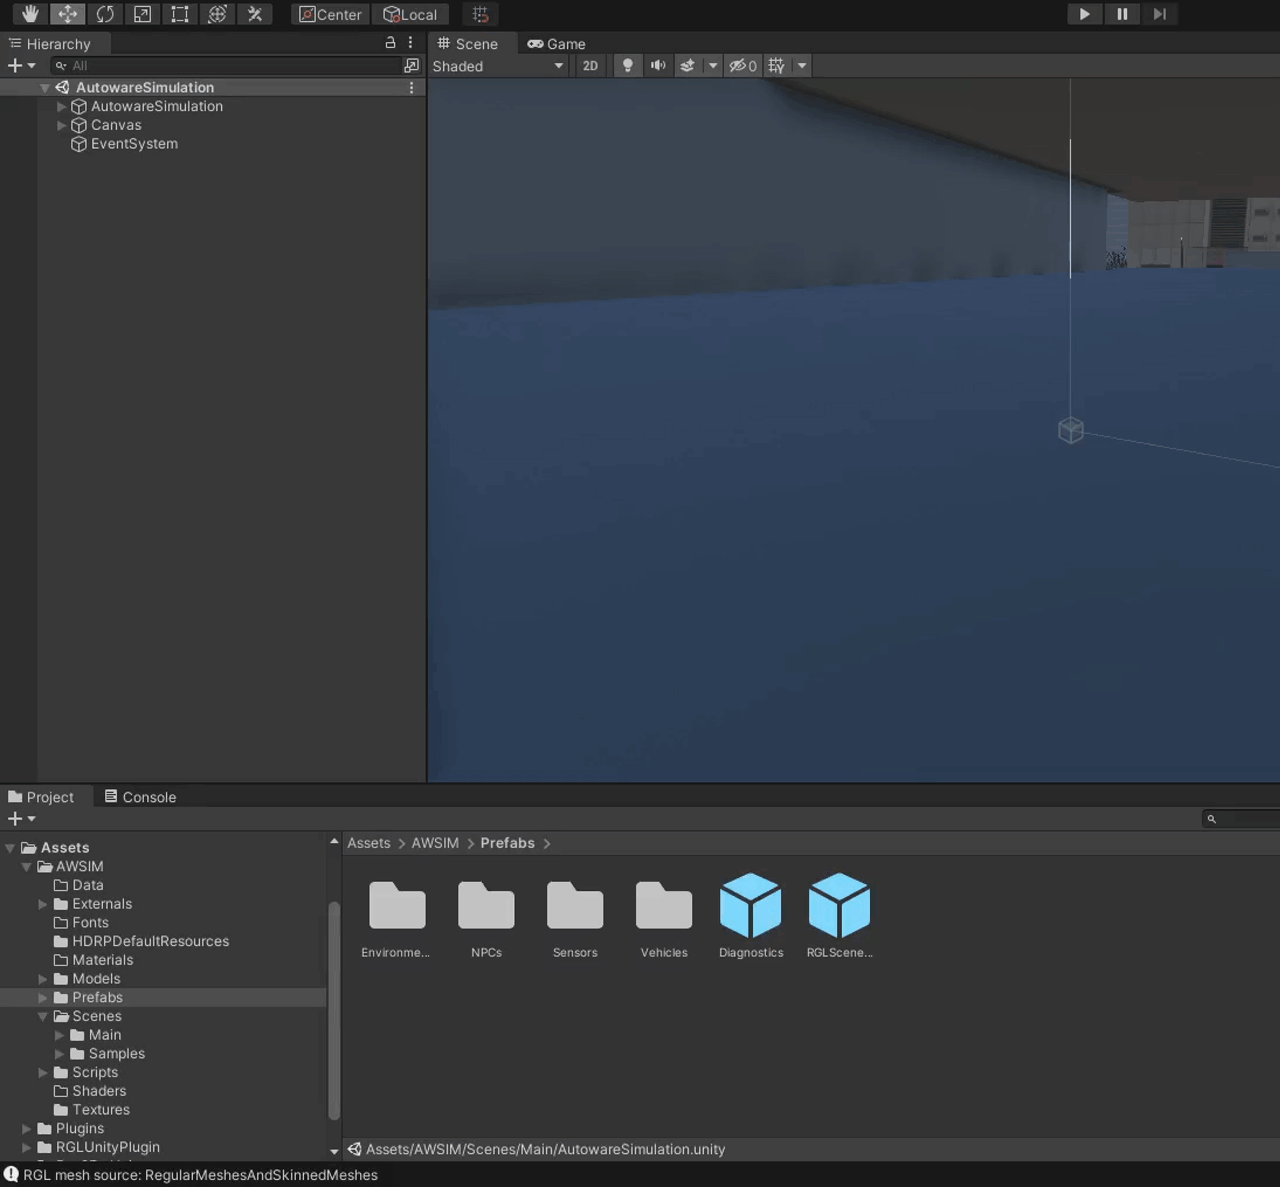 Center Local
Hierarchy
All
AutowareSimulation
AutowareSimulation
Canvas
EventSystem
Scene Game
Shaded 2D 0
Project Console
Assets
AWSIM
Data
Externals
Fonts
HDRPDefaultResources
Materials
Models
Prefabs
Scenes
Main
Samples
Scripts
Shaders
Textures
Plugins
RGLUnityPlugin
Assets > AWSIM > Prefabs >
Environme... NPCs Sensors Vehicles Diagnostics RGLScene...
Assets/AWSIM/Scenes/Main/AutowareSimulation.unity
RGL mesh source: RegularMeshesAndSkinnedMeshes